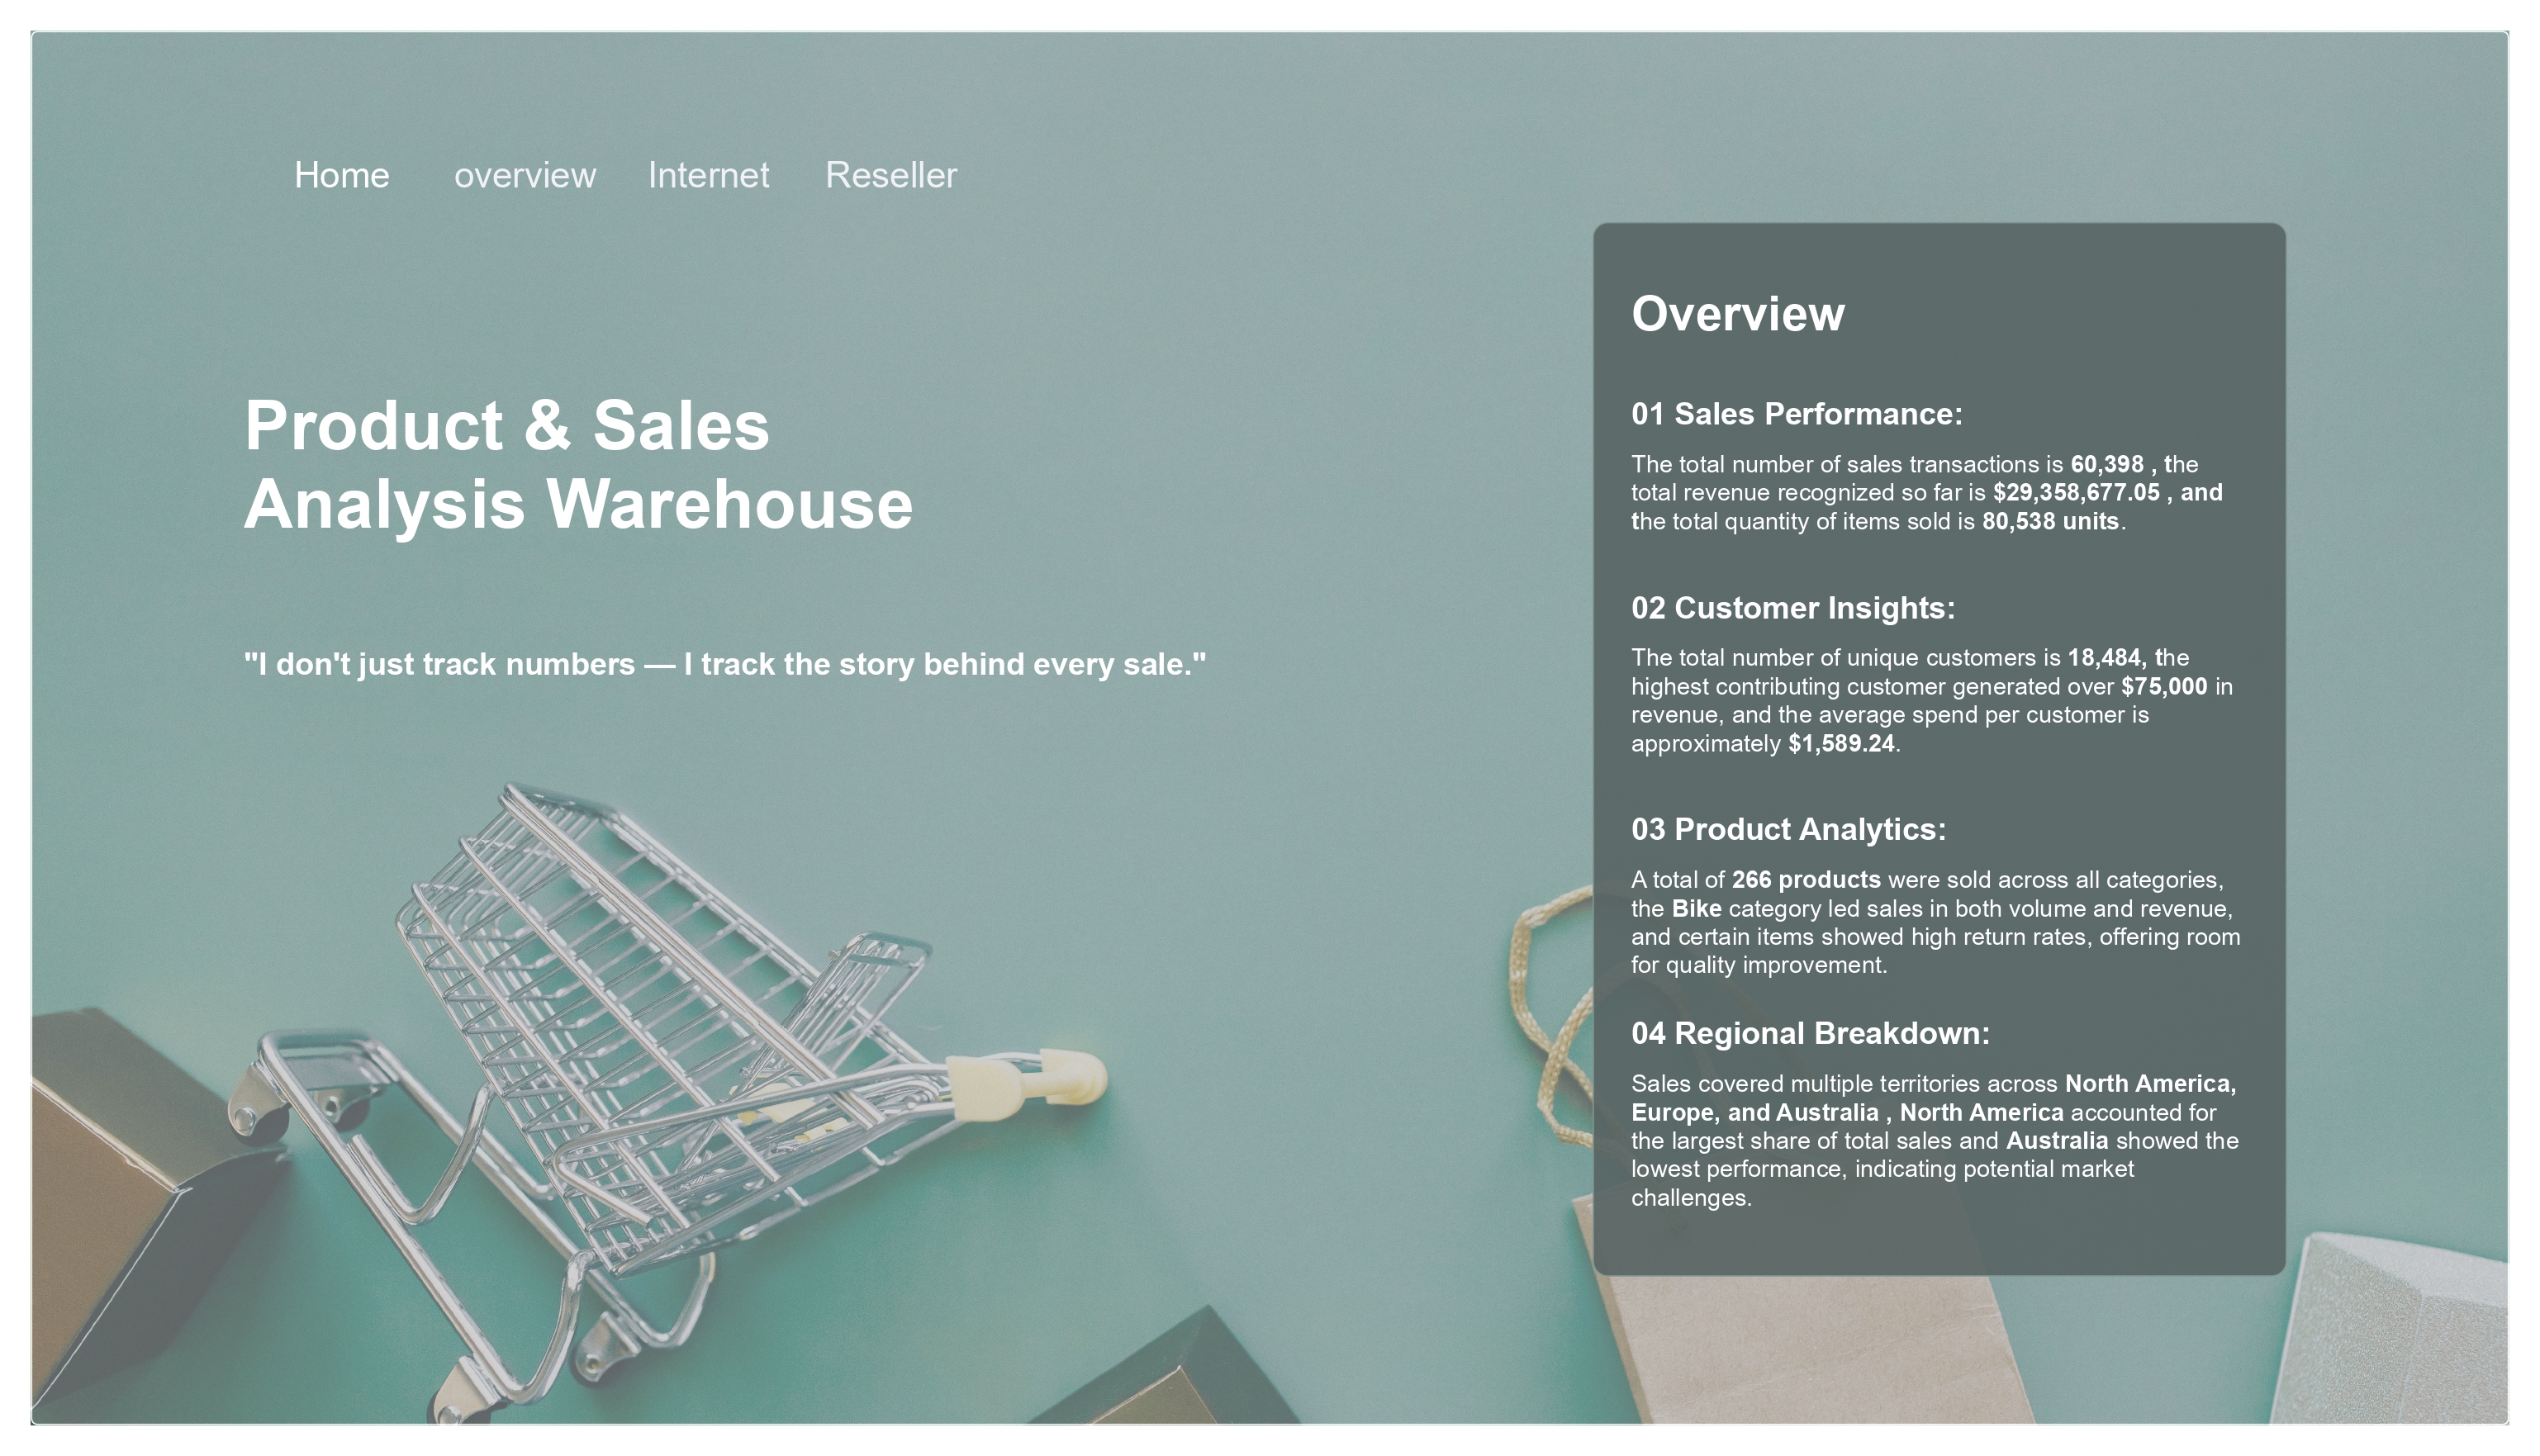 Home overview Internet Reseller
Product & Sales
Analysis Warehouse
"I don't just track numbers — I track the story behind every sale."
Overview
01 Sales Performance:
The total number of sales transactions is 60,398 , the
total revenue recognized so far is $29,358,677.05 , and
the total quantity of items sold is 80,538 units.
02 Customer Insights:
The total number of unique customers is 18,484, the
highest contributing customer generated over $75,000 in
revenue, and the average spend per customer is
approximately $1,589.24.
03 Product Analytics:
A total of 266 products were sold across all categories,
the Bike category led sales in both volume and revenue,
and certain items showed high return rates, offering room
for quality improvement.
04 Regional Breakdown:
Sales covered multiple territories across North America,
Europe, and Australia , North America accounted for
the largest share of total sales and Australia showed the
lowest performance, indicating potential market
challenges.